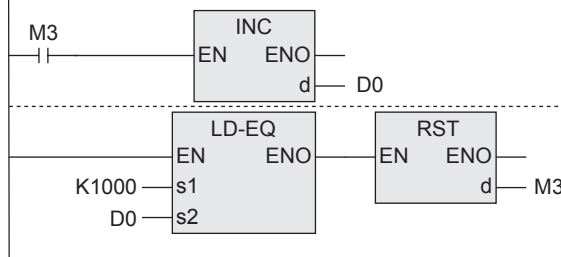 M3
INC
EN ENO
d D0
LD-EQ RST
EN ENO EN ENO
K1000 s1 d M3
D0 s2